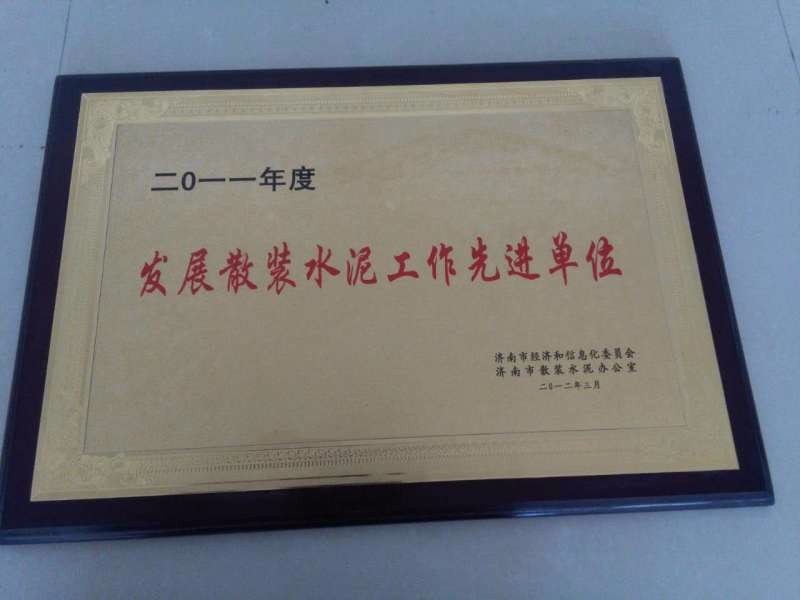 二0一一年度
发展散装水泥工作先进单位
济南市经济和信息化委員会
济南市散装水泥办公室
二0一二年三月